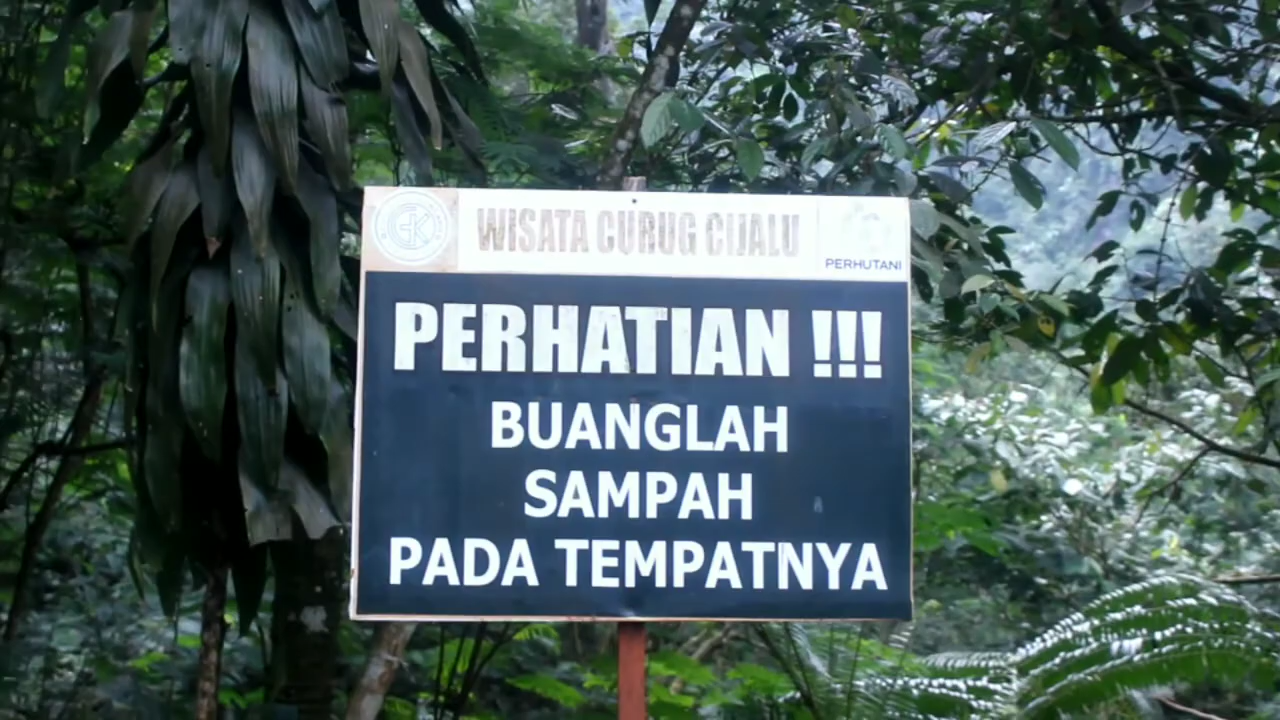 WISATA CURUG CIJALU
PERHUTANI
PERHATIAN !!!
BUANGLAH
SAMPAH
PADA TEMPATNYA